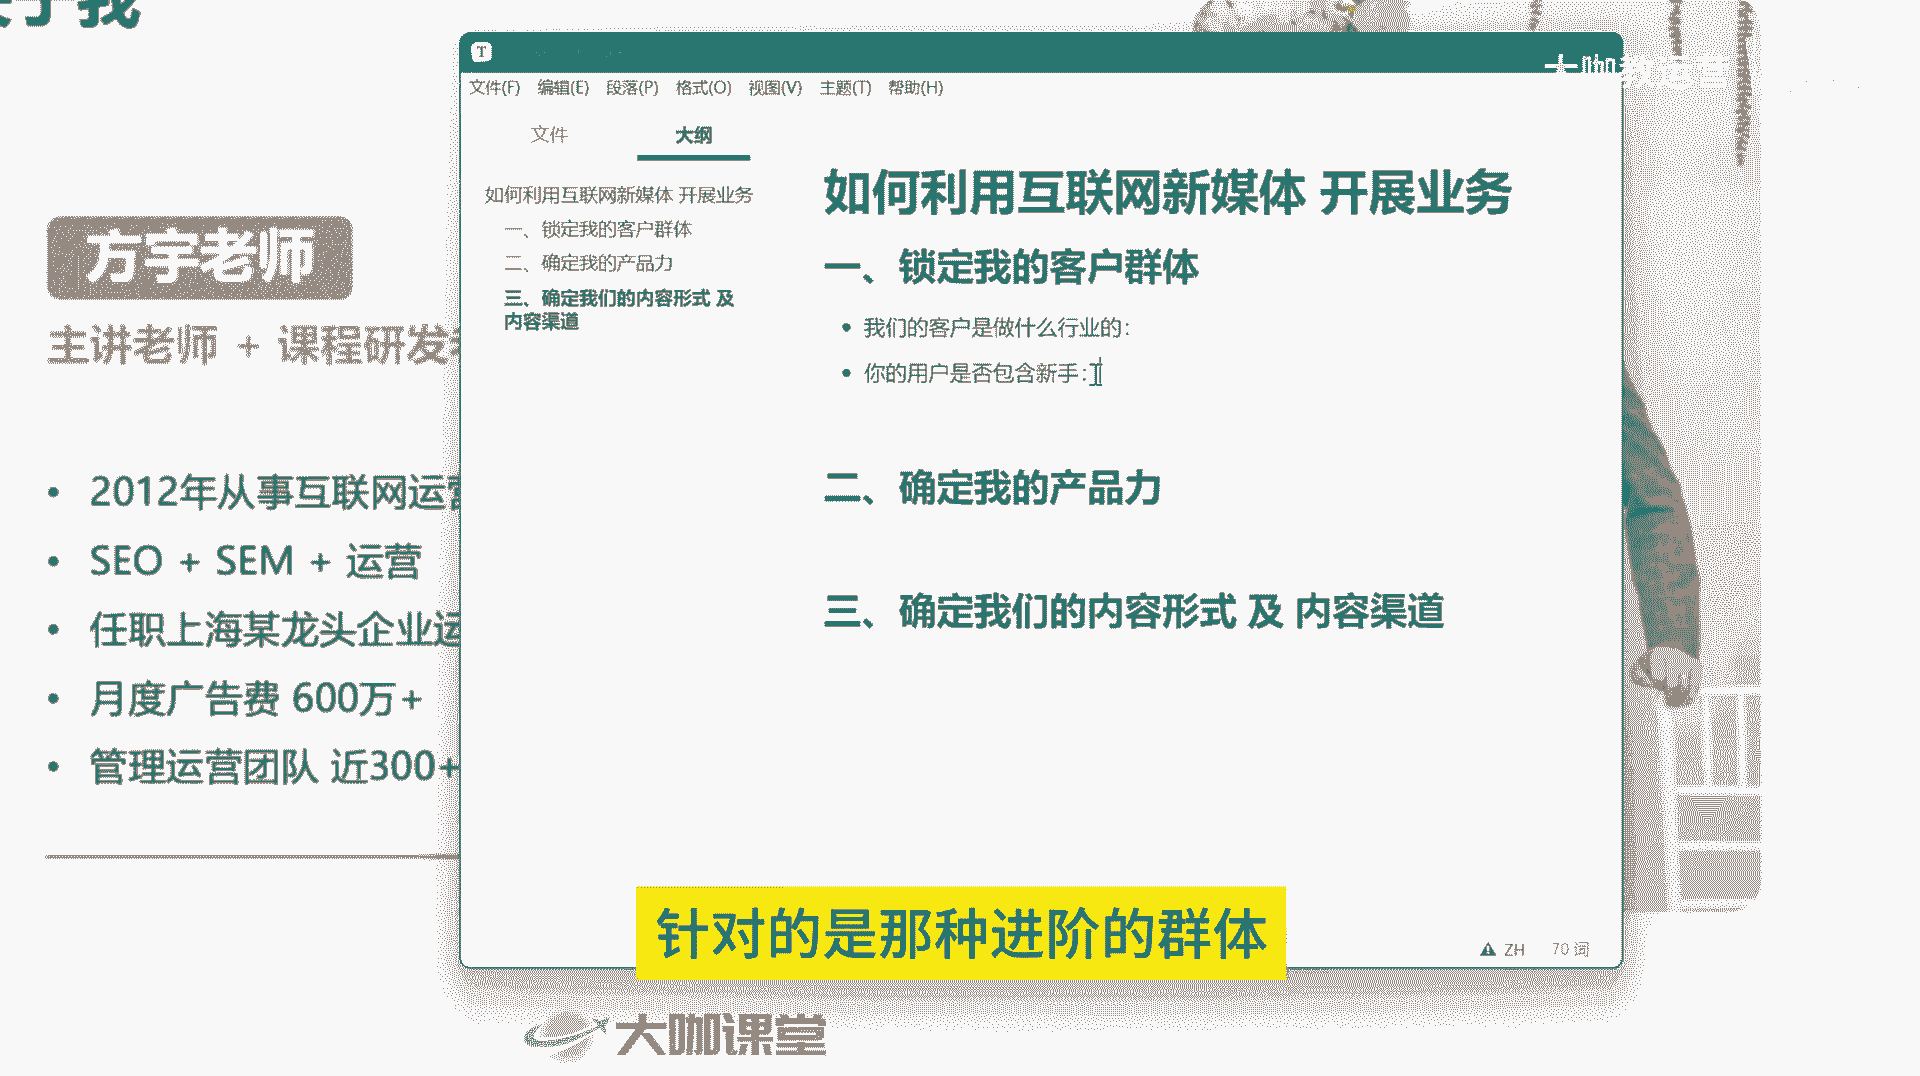 关于我
方宇老师
主讲老师 + 课程研发
2012年从事互联网运营
SEO + SEM + 运营
任职上海某龙头企业运
月度广告费 600万+
管理运营团队 近300+
T
大咖教运营
文件(F) 编辑(E) 段落(P) 格式(O) 视图(V) 主题(T) 帮助(H)
文件 大纲
如何利用互联网新媒体 开展业务
一、锁定我的客户群体
二、确定我的产品力
三、确定我们的内容形式 及
内容渠道
如何利用互联网新媒体 开展业务
一、锁定我的客户群体
我们的客户是做什么行业的：
你的用户是否包含新手：
二、确定我的产品力
三、确定我们的内容形式 及 内容渠道
ZH 70 词
针对的是那种进阶的群体
大咖课堂